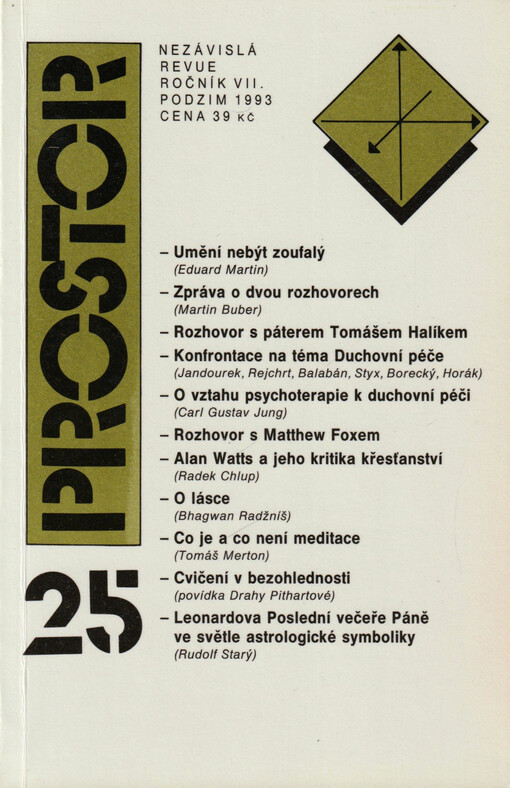 PROSTOR
25
NEZÁVISLÁ
REVUE
ROČNÍK VII.
PODZIM 1993
CENA 39 KČ
– Umění nebýt zoufalý
(Eduard Martin)
– Zpráva o dvou rozhovorech
(Martin Buber)
– Rozhovor s páterem Tomášem Halíkem
– Konfrontace na téma Duchovní péče
(Jandourek, Rejchrt, Balabán, Styx, Borecký, Horák)
– O vztahu psychoterapie k duchovní péči
(Carl Gustav Jung)
– Rozhovor s Matthew Foxem
– Alan Watts a jeho kritika křesťanství
(Radek Chlup)
– O lásce
(Bhagwan Radžníš)
– Co je a co není meditace
(Tomáš Merton)
– Cvičení v bezohlednosti
(povídka Drahy Pithartové)
– Leonardova Poslední večeře Páně
ve světle astrologické symboliky
(Rudolf Starý)